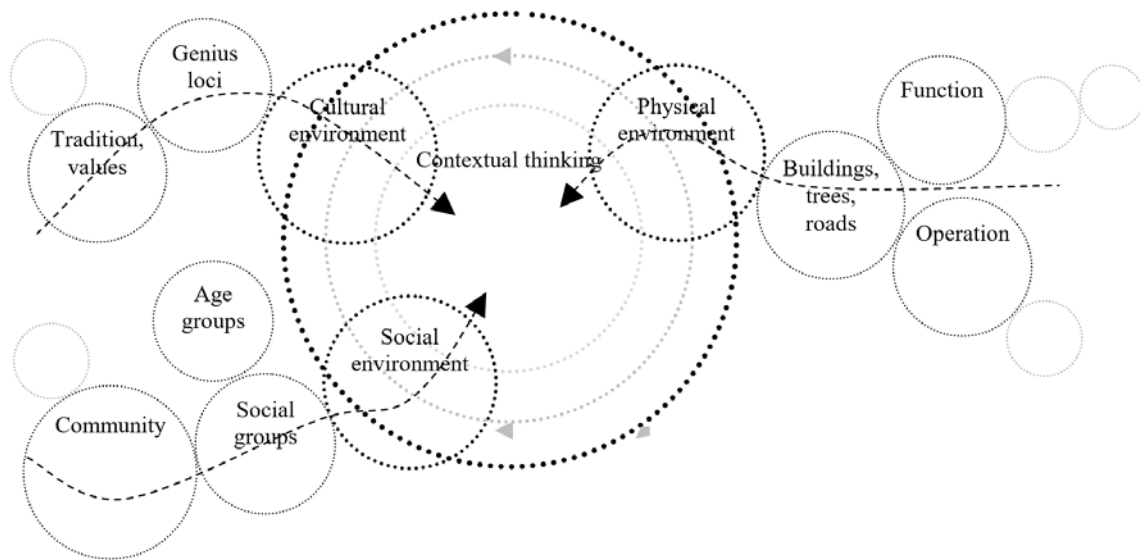 Genius
loci
Tradition,
values
Cultural
environment
Contextual thinking
Physical
environment
Buildings,
trees,
roads
Function
Operation
Age
groups
Social
environment
Community
Social
groups